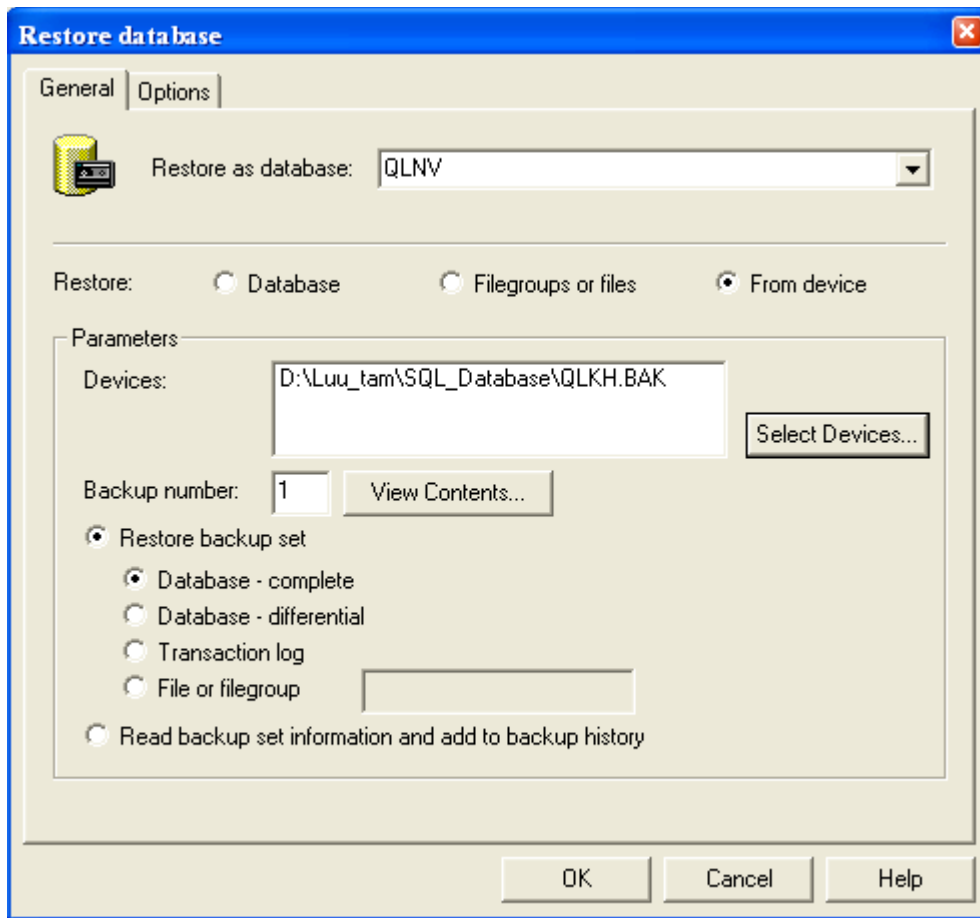 Restore database
General Options
Restore as database: QLNV
Restore: Database Filegroups or files From device
Parameters
Devices: D:\Luu_tam\SQL_Database\QLKH.BAK
Select Devices...
Backup number: 1 View Contents...
Restore backup set
Database - complete
Database - differential
Transaction log
File or filegroup
Read backup set information and add to backup history
OK Cancel Help